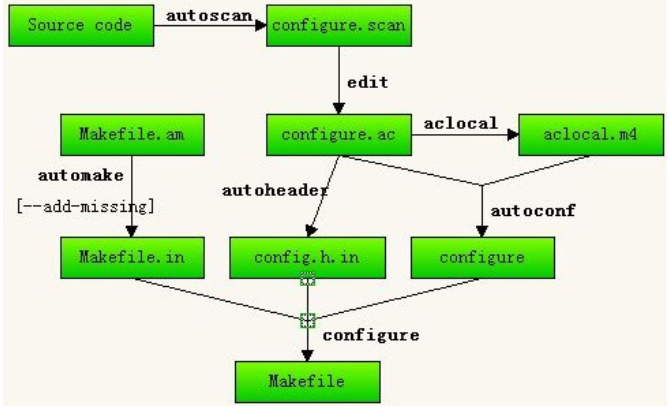 Source code
autoscan
configure.scan
edit
Makefile.am
configure.ac
aclocal
aclocal.m4
automake
[--add-missing]
autoheader
autoconf
Makefile.in
config.h.in
configure
configure
Makefile